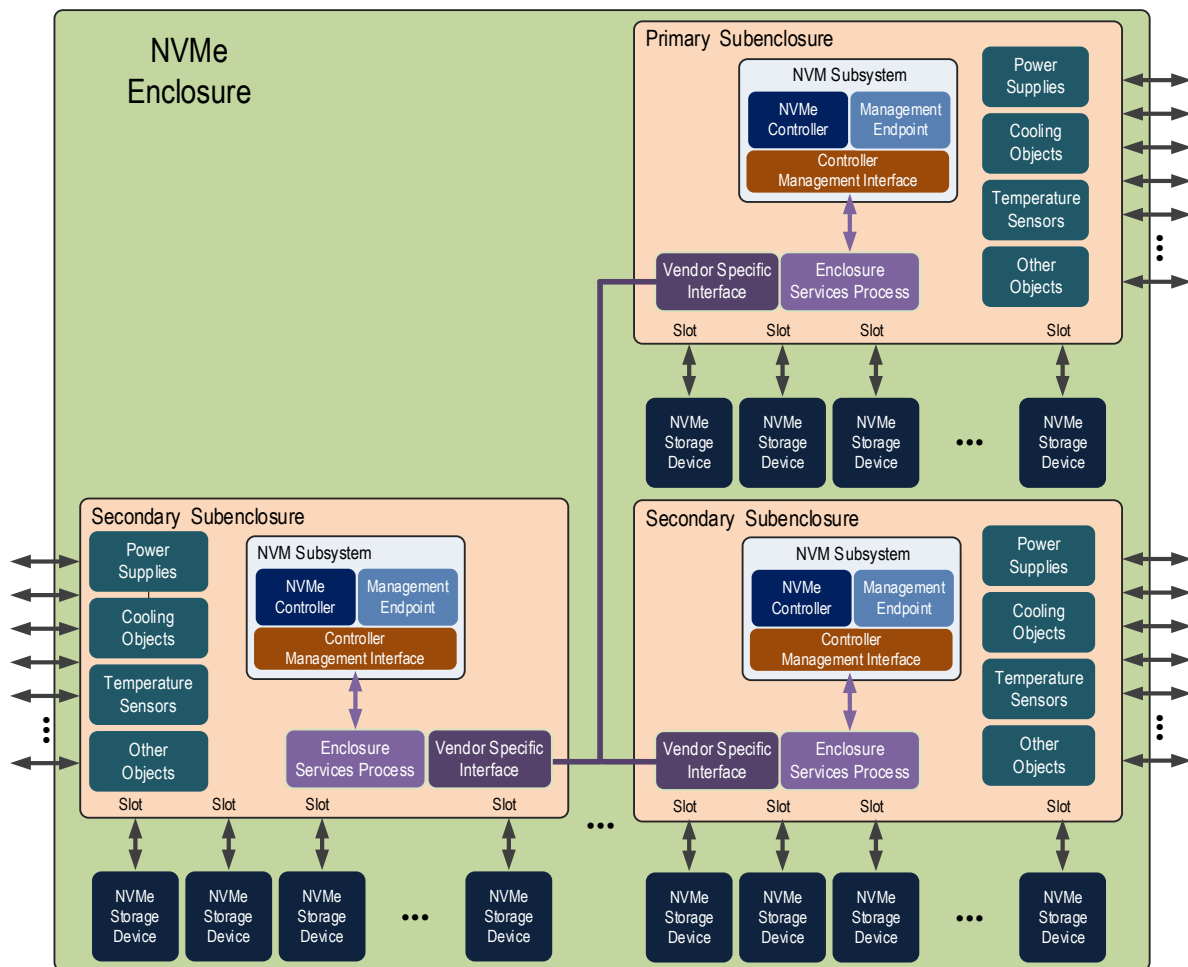 NVMe
Enclosure
Primary Subenclosure
NVM Subsystem
NVMe
Controller
Management
Endpoint
Controller
Management Interface
Vendor Specific
Interface
Enclosure
Services Process
Power
Supplies
Cooling
Objects
Temperature
Sensors
Other
Objects
Slot
Slot
Slot
Slot
NVMe
Storage
Device
NVMe
Storage
Device
NVMe
Storage
Device
NVMe
Storage
Device
Secondary Subenclosure
Power
Supplies
Cooling
Objects
Temperature
Sensors
Other
Objects
NVM Subsystem
NVMe
Controller
Management
Endpoint
Controller
Management Interface
Enclosure
Services Process
Vendor Specific
Interface
Slot
Slot
Slot
Slot
NVMe
Storage
Device
NVMe
Storage
Device
NVMe
Storage
Device
NVMe
Storage
Device
Secondary Subenclosure
NVM Subsystem
NVMe
Controller
Management
Endpoint
Controller
Management Interface
Vendor Specific
Interface
Enclosure
Services Process
Power
Supplies
Cooling
Objects
Temperature
Sensors
Other
Objects
Slot
Slot
Slot
Slot
NVMe
Storage
Device
NVMe
Storage
Device
NVMe
Storage
Device
NVMe
Storage
Device